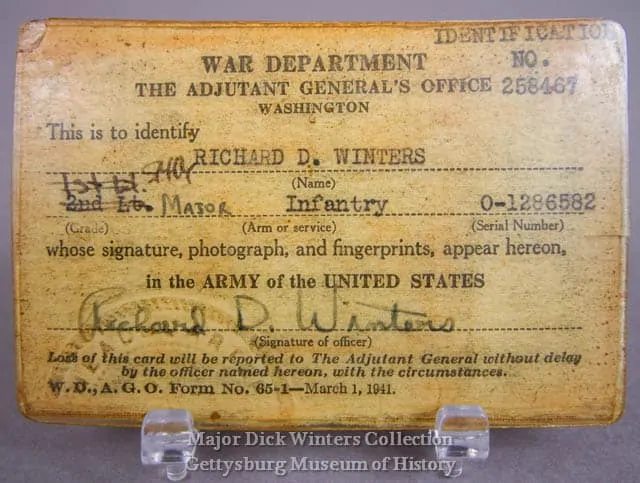 IDENTIFICATION
WAR DEPARTMENT NO.
THE ADJUTANT GENERAL'S OFFICE 258467
WASHINGTON
This is to identify
RICHARD D. WINTERS
(Name)
1st Lt.
2nd Lt. MAJOR Infantry O-1286582
(Grade) (Arm or service) (Serial Number)
whose signature, photograph, and fingerprints, appear hereon,
in the ARMY of the UNITED STATES
Richard D. Winters
(Signature of officer)
Loss of this card will be reported to The Adjutant General without delay
by the officer named hereon, with the circumstances.
W. D., A. G. O. Form No. 65-1—March 1, 1941.
Major Dick Winters Collection
Gettysburg Museum of History